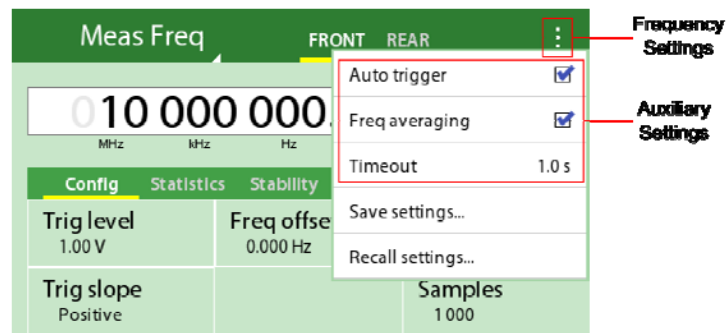 Meas Freq FRONT REAR
Frequency
Settings
Auto trigger
010 000 000.
MHz kHz Hz
Freq averaging
Auxiliary
Settings
Timeout 1.0 s
Config Statistics Stability
Trig level
1.00 V
Freq offse
0.000 Hz
Save settings...
Recall settings...
Trig slope
Positive
Samples
1 000